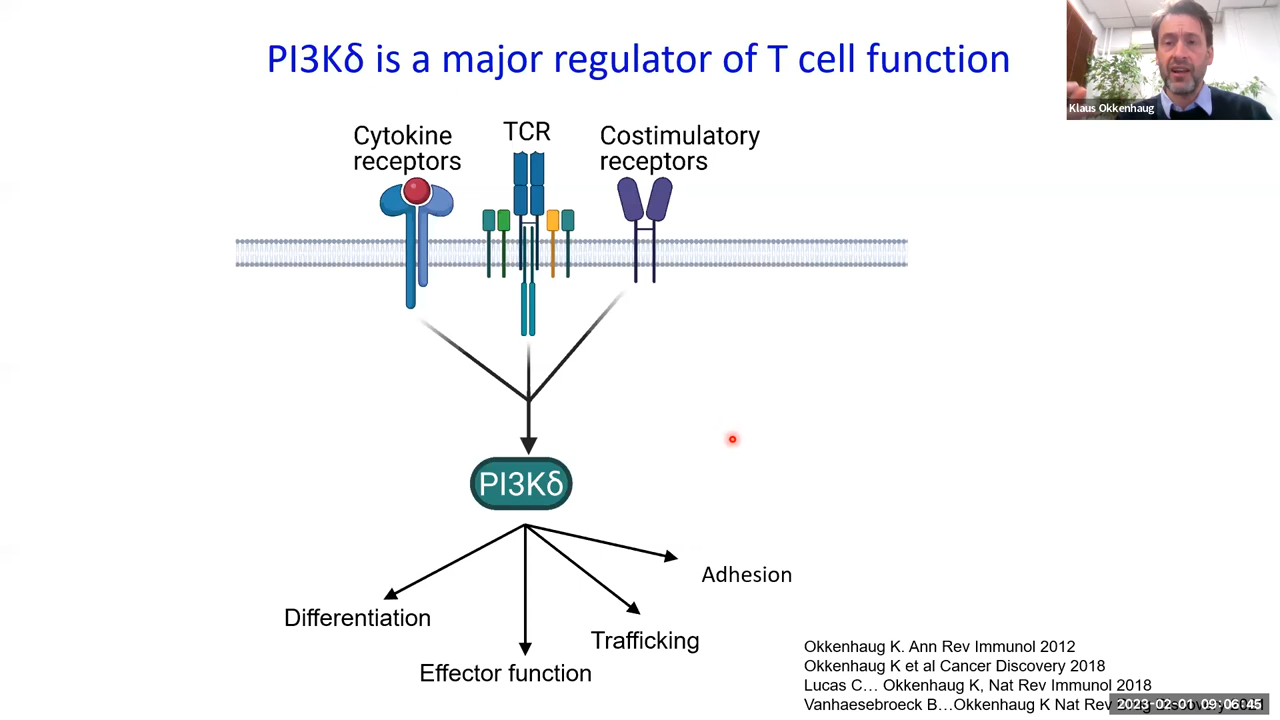 PI3Kδ is a major regulator of T cell function
Klaus Okkenhaug
Cytokine
receptors
TCR
Costimulatory
receptors
PI3Kδ
Adhesion
Differentiation
Trafficking
Effector function
Okkenhaug K. Ann Rev Immunol 2012
Okkenhaug K et al Cancer Discovery 2018
Lucas C… Okkenhaug K, Nat Rev Immunol 2018
Vanhaesebroeck B…Okkenhaug K Nat Rev
2023-02-01 09:06:45